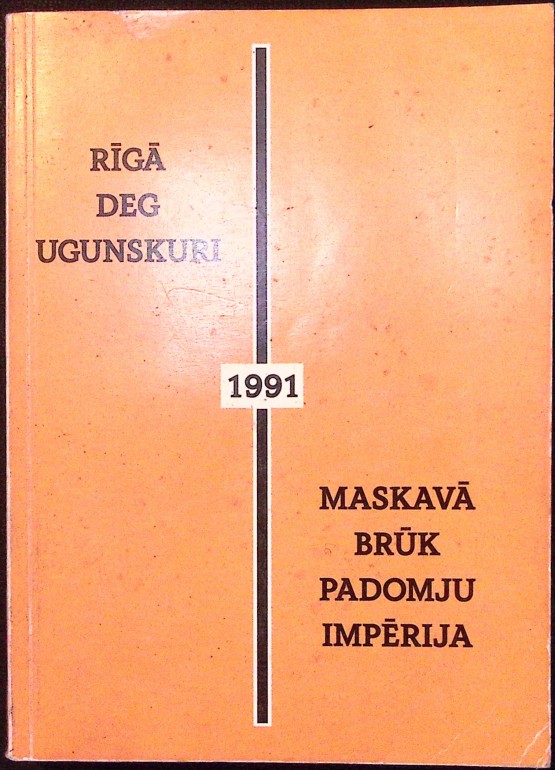 RĪGĀ
DEG
UGUNSKURI
1991
MASKAVĀ
BRŪK
PADOMJU
IMPĒRIJA